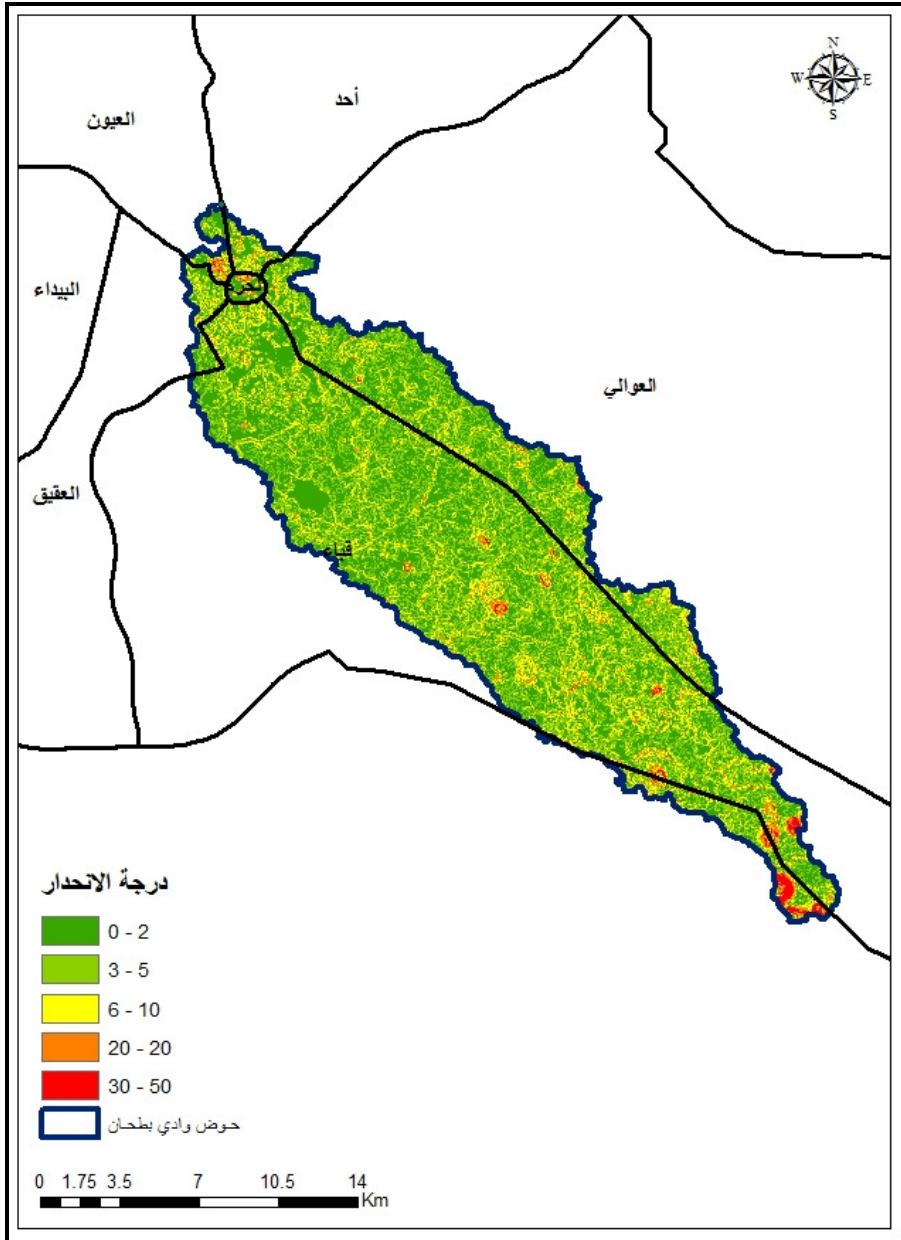 N
W E
S
أحد
العيون
البيداء
الحرم
العوالي
العقيق
قباء
درجة الانحدار
0 - 2
3 - 5
6 - 10
20 - 20
30 - 50
حوض وادي بطحان
0 1.75 3.5 7 10.5 14
Km